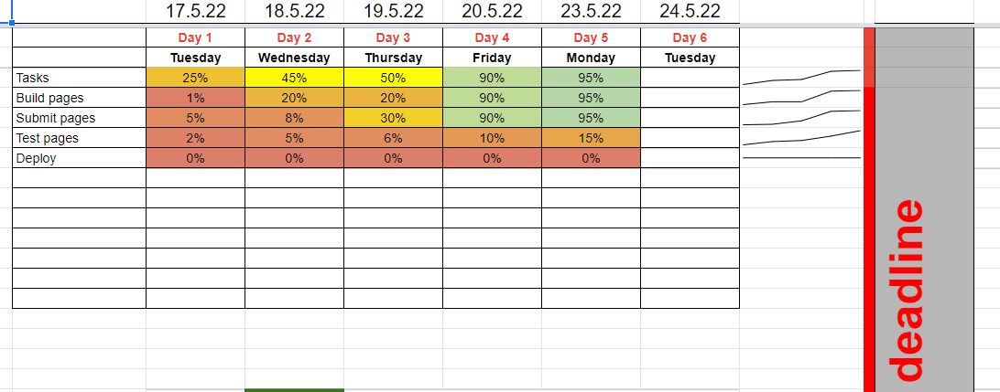 17.5.22 18.5.22 19.5.22 20.5.22 23.5.22 24.5.22
Day 1 Day 2 Day 3 Day 4 Day 5 Day 6
Tuesday Wednesday Thursday Friday Monday Tuesday
Tasks 25% 45% 50% 90% 95%
Build pages 1% 20% 20% 90% 95%
Submit pages 5% 8% 30% 90% 95%
Test pages 2% 5% 6% 10% 15%
Deploy 0% 0% 0% 0% 0%
deadline